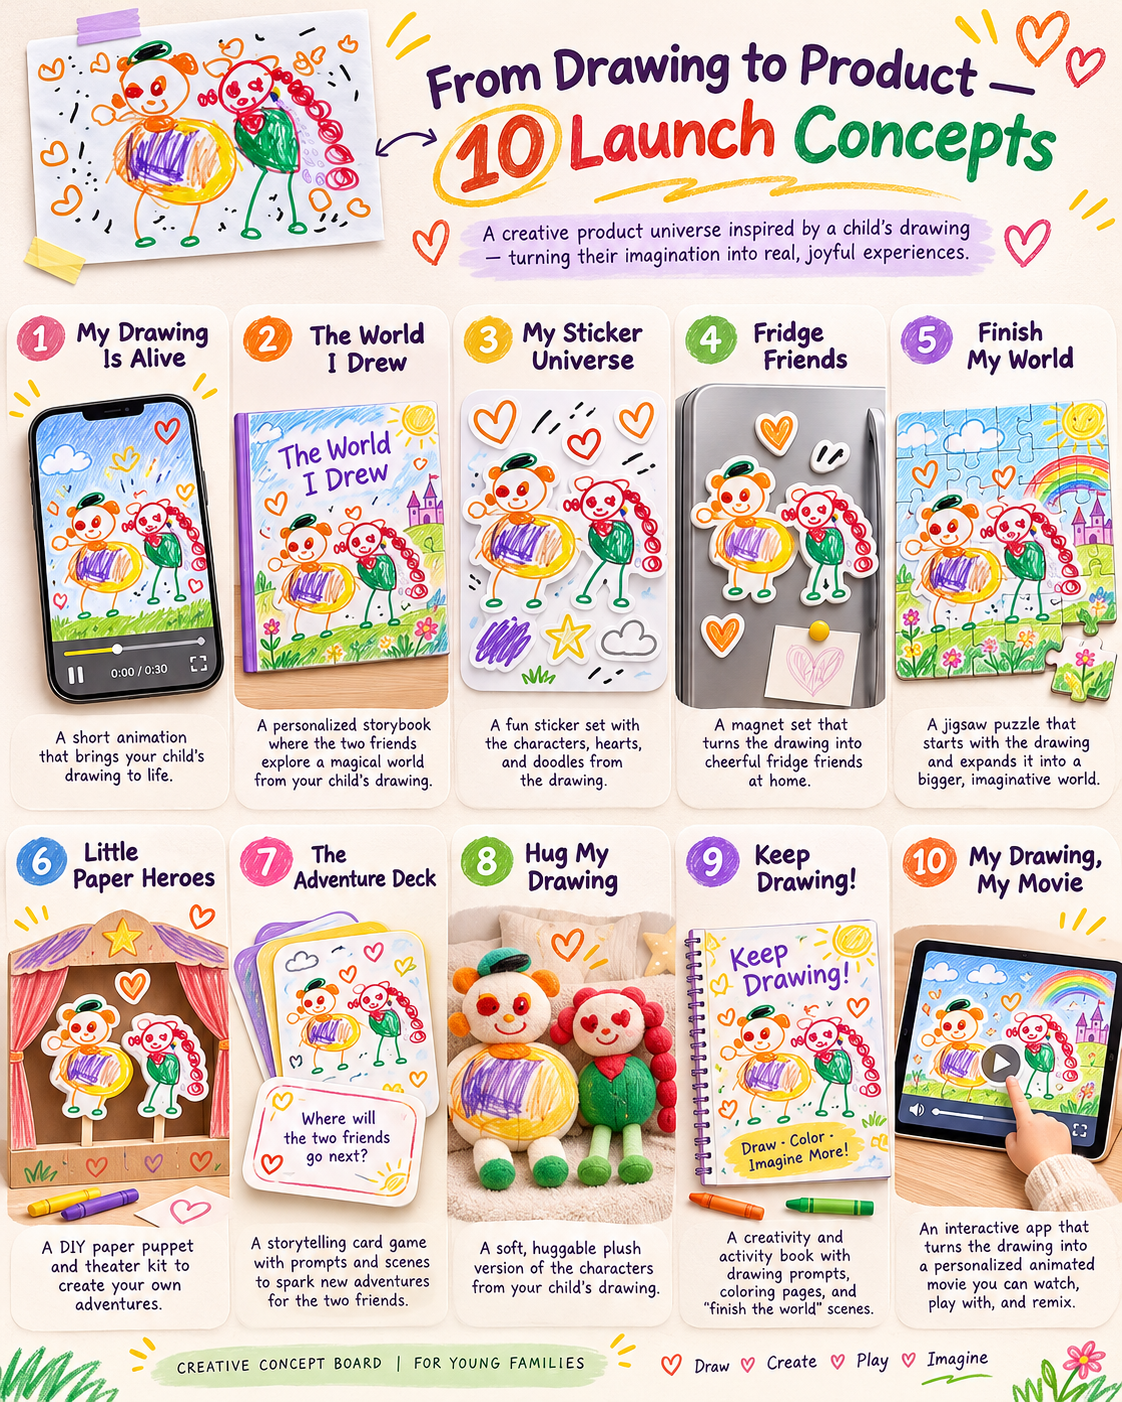 From Drawing to Product —
10 Launch Concepts
A creative product universe inspired by a child's drawing
— turning their imagination into real, joyful experiences.
1 My Drawing
Is Alive
0:00 / 0:30
A short animation
that brings your child's
drawing to life.
2 The World
I Drew
The World
I Drew
A personalized storybook
where the two friends
explore a magical world
from your child's drawing.
3 My Sticker
Universe
A fun sticker set with
the characters, hearts,
and doodles from
the drawing.
4 Fridge
Friends
A magnet set that
turns the drawing into
cheerful fridge friends
at home.
5 Finish
My World
A jigsaw puzzle that
starts with the drawing
and expands it into a
bigger, imaginative world.
6 Little
Paper Heroes
A DIY paper puppet
and theater kit to
create your own
adventures.
7 The
Adventure Deck
Where will
the two friends
go next?
A storytelling card game
with prompts and scenes
to spark new adventures
for the two friends.
8 Hug My
Drawing
A soft, huggable plush
version of the characters
from your child's drawing.
9 Keep
Drawing!
Keep
Drawing!
Draw · Color ·
Imagine More!
A creativity and
activity book with
drawing prompts,
coloring pages, and
"finish the world" scenes.
10 My Drawing,
My Movie
An interactive app that
turns the drawing into
a personalized animated
movie you can watch,
play with, and remix.
CREATIVE CONCEPT BOARD | FOR YOUNG FAMILIES
Draw Create Play Imagine